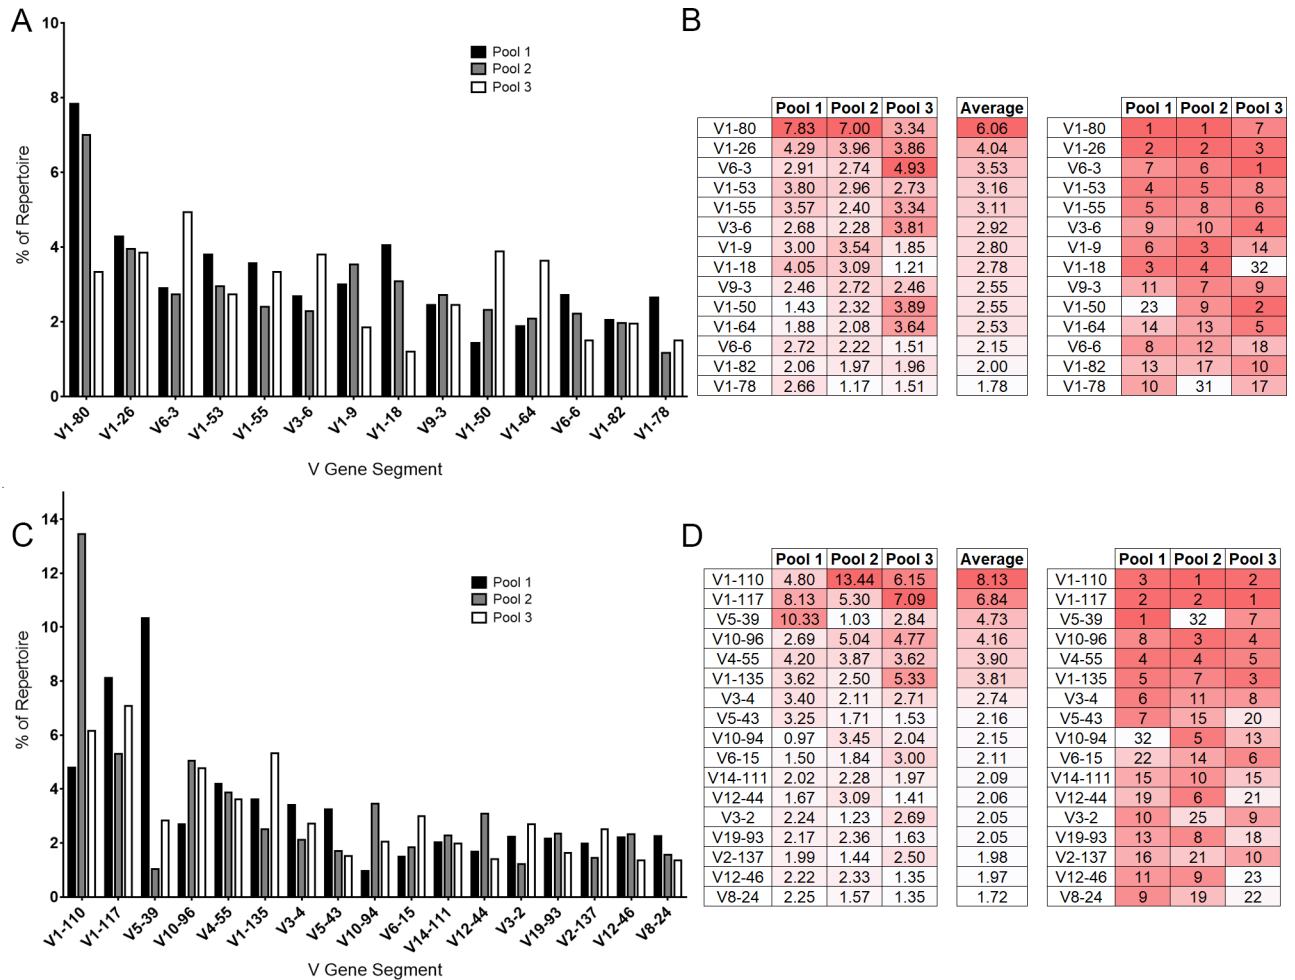 A
10
8
6
4
2
0
% of Repertoire
Pool 1
Pool 2
Pool 3
V1-80 V1-26 V6-3 V1-53 V1-55 V3-6 V1-9 V1-18 V9-3 V1-50 V1-64 V6-6 V1-82 V1-78
V Gene Segment
B
Pool 1 Pool 2 Pool 3 Average Pool 1 Pool 2 Pool 3
V1-80 7.83 7.00 3.34 6.06 V1-80 1 1 7
V1-26 4.29 3.96 3.86 4.04 V1-26 2 2 3
V6-3 2.91 2.74 4.93 3.53 V6-3 7 6 1
V1-53 3.80 2.96 2.73 3.16 V1-53 4 5 8
V1-55 3.57 2.40 3.34 3.11 V1-55 5 8 6
V3-6 2.68 2.28 3.81 2.92 V3-6 9 10 4
V1-9 3.00 3.54 1.85 2.80 V1-9 6 3 14
V1-18 4.05 3.09 1.21 2.78 V1-18 3 4 32
V9-3 2.46 2.72 2.46 2.55 V9-3 11 7 9
V1-50 1.43 2.32 3.89 2.55 V1-50 23 9 2
V1-64 1.88 2.08 3.64 2.53 V1-64 14 13 5
V6-6 2.72 2.22 1.51 2.15 V6-6 8 12 18
V1-82 2.06 1.97 1.96 2.00 V1-82 13 17 10
V1-78 2.66 1.17 1.51 1.78 V1-78 10 31 17
C
14
12
10
8
6
4
2
0
% of Repertoire
Pool 1
Pool 2
Pool 3
V1-110 V1-117 V5-39 V10-96 V4-55 V1-135 V3-4 V5-43 V10-94 V6-15 V14-111 V12-44 V3-2 V19-93 V2-137 V12-46 V8-24
V Gene Segment
D
Pool 1 Pool 2 Pool 3 Average Pool 1 Pool 2 Pool 3
V1-110 4.80 13.44 6.15 8.13 V1-110 3 1 2
V1-117 8.13 5.30 7.09 6.84 V1-117 2 2 1
V5-39 10.33 1.03 2.84 4.73 V5-39 1 32 7
V10-96 2.69 5.04 4.77 4.16 V10-96 8 3 4
V4-55 4.20 3.87 3.62 3.90 V4-55 4 4 5
V1-135 3.62 2.50 5.33 3.81 V1-135 5 7 3
V3-4 3.40 2.11 2.71 2.74 V3-4 6 11 8
V5-43 3.25 1.71 1.53 2.16 V5-43 7 15 20
V10-94 0.97 3.45 2.04 2.15 V10-94 32 5 13
V6-15 1.50 1.84 3.00 2.11 V6-15 22 14 6
V14-111 2.02 2.28 1.97 2.09 V14-111 15 10 15
V12-44 1.67 3.09 1.41 2.06 V12-44 19 6 21
V3-2 2.24 1.23 2.69 2.05 V3-2 10 25 9
V19-93 2.17 2.36 1.63 2.05 V19-93 13 8 18
V2-137 1.99 1.44 2.50 1.98 V2-137 16 21 10
V12-46 2.22 2.33 1.35 1.97 V12-46 11 9 23
V8-24 2.25 1.57 1.35 1.72 V8-24 9 19 22